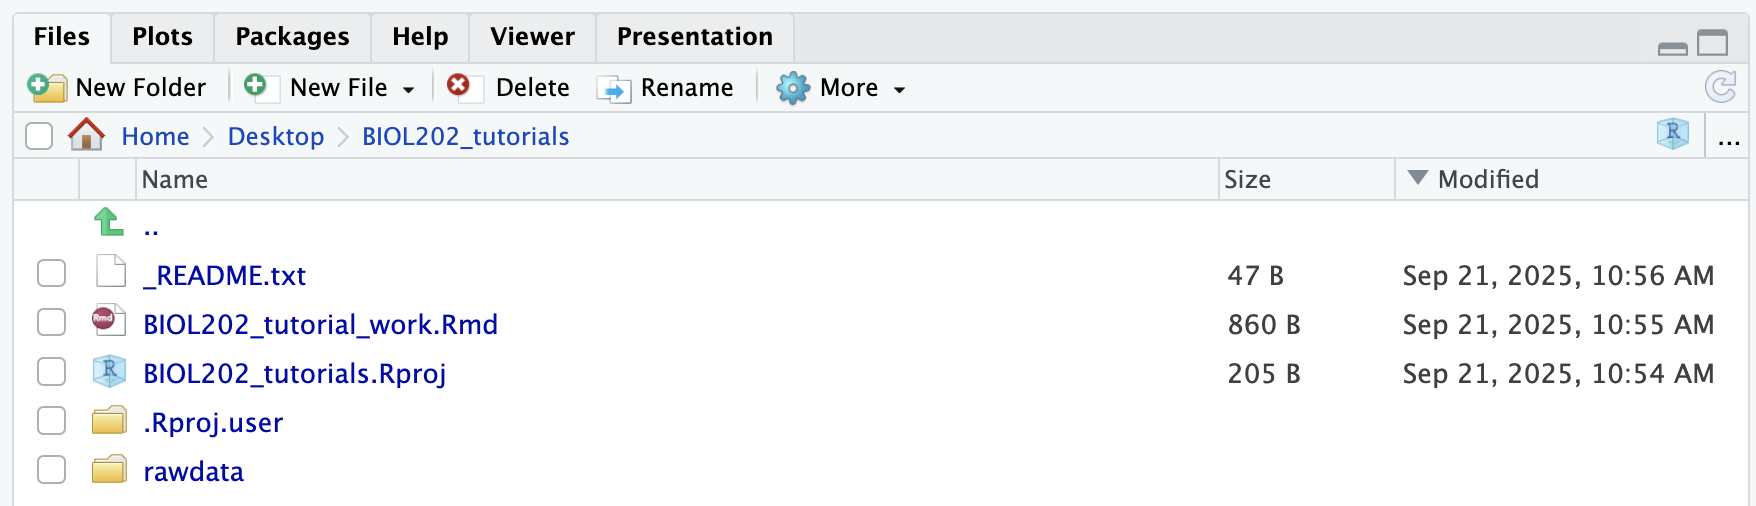 Files Plots Packages Help Viewer Presentation
New Folder New File Delete Rename More
Home Desktop BIOL202_tutorials R ...
Name Size Modified
..
_README.txt 47 B Sep 21, 2025, 10:56 AM
Rmd BIOL202_tutorial_work.Rmd 860 B Sep 21, 2025, 10:55 AM
R BIOL202_tutorials.Rproj 205 B Sep 21, 2025, 10:54 AM
.Rproj.user
rawdata